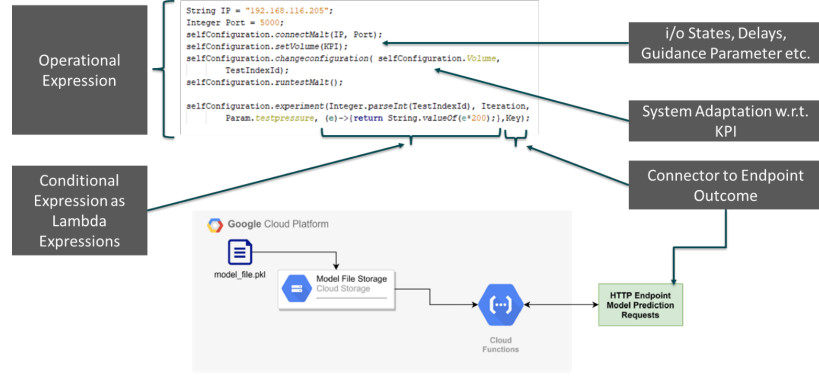 String IP = "192.168.116.205";
Integer Port = 5000;
selfConfiguration.connectMalt(IP, Port);
selfConfiguration.setVolume(KPI);
selfConfiguration.changeconfiguration( selfConfiguration.Volume,
TestIndexId);
selfConfiguration.runtestMalt();
selfConfiguration.experiment(Integer.parseInt(TestIndexId), Iteration,
Param.testpressure, (e)->{return String.valueOf(e*200);},Key);
Operational
Expression
i/o States, Delays,
Guidance Parameter etc.
System Adaptation w.r.t.
KPI
Conditional
Expression as
Lambda
Expressions
Connector to Endpoint
Outcome
Google Cloud Platform
model_file.pkl
Model File Storage
Cloud Storage
Cloud
Functions
HTTP Endpoint
Model Prediction
Requests